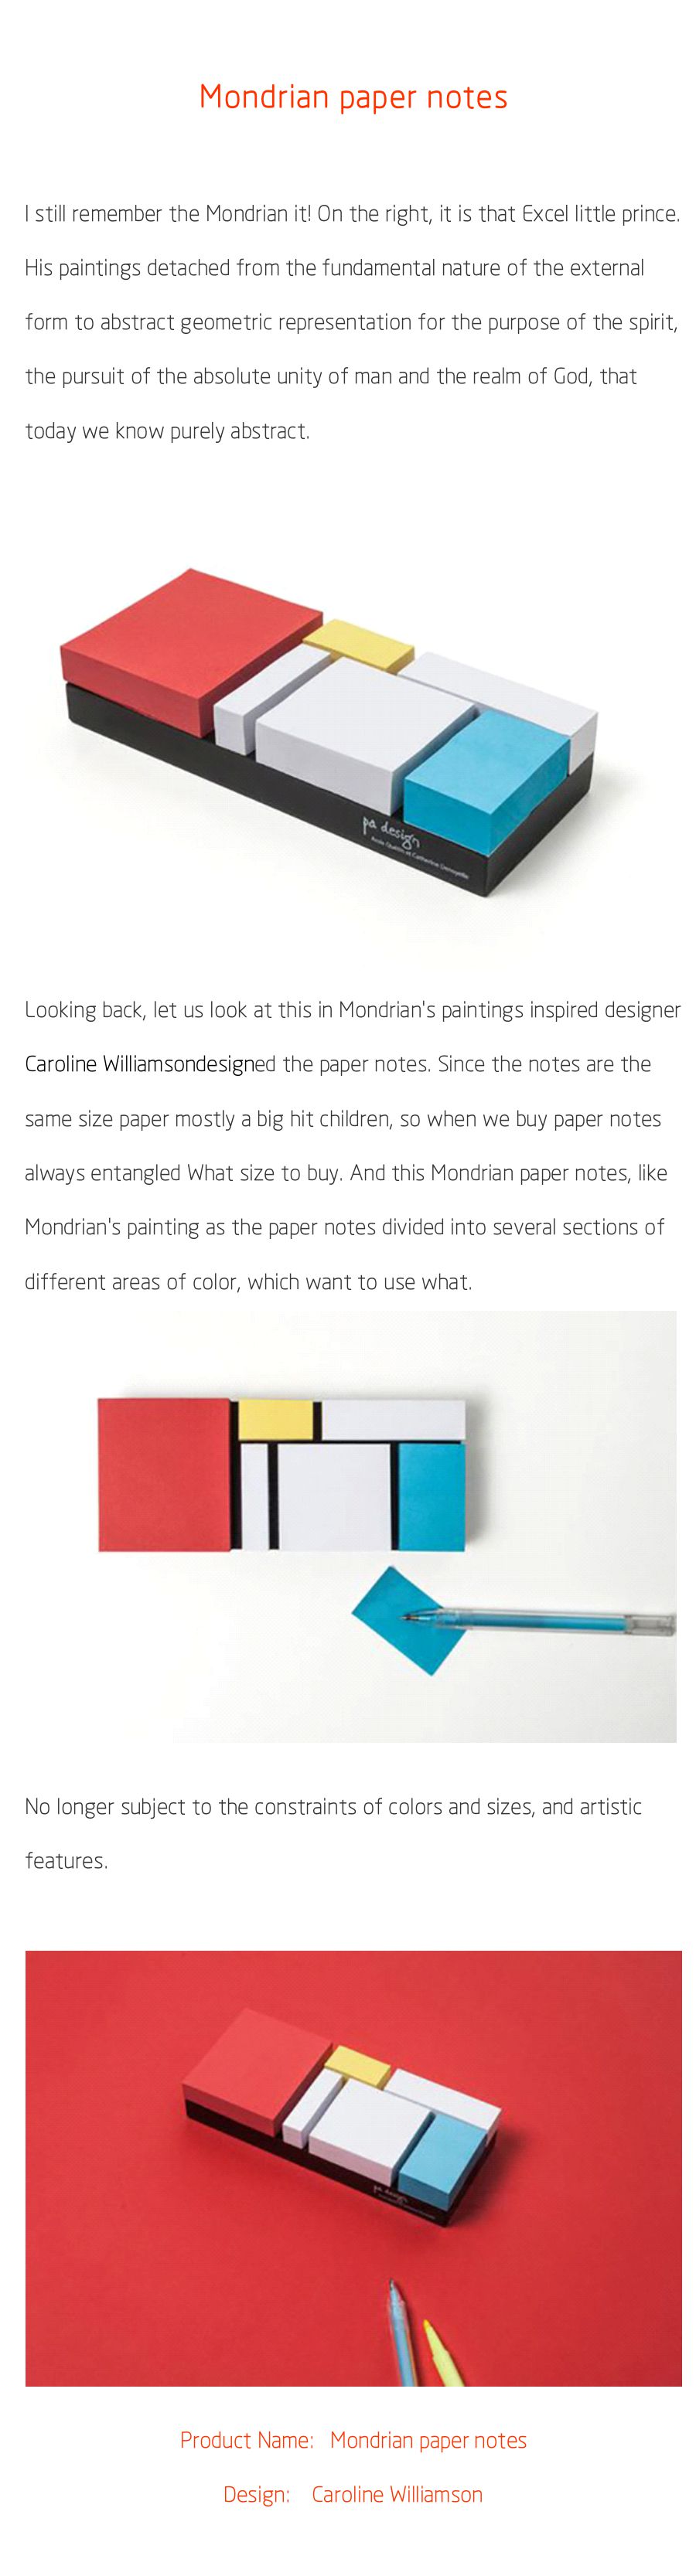 Mondrian paper notes
I still remember the Mondrian it! On the right, it is that Excel little prince.
His paintings detached from the fundamental nature of the external
form to abstract geometric representation for the purpose of the spirit,
the pursuit of the absolute unity of man and the realm of God, that
today we know purely abstract.
pa design
Looking back, let us look at this in Mondrian's paintings inspired designer
Caroline Williamsondesigned the paper notes. Since the notes are the
same size paper mostly a big hit children, so when we buy paper notes
always entangled What size to buy. And this Mondrian paper notes, like
Mondrian's painting as the paper notes divided into several sections of
different areas of color, which want to use what.
No longer subject to the constraints of colors and sizes, and artistic
features.
pa design
Product Name: Mondrian paper notes
Design: Caroline Williamson